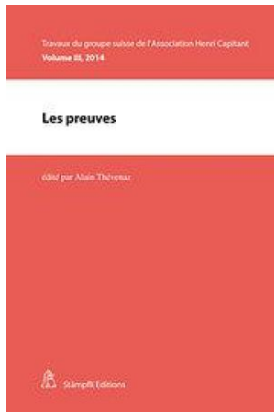 Travaux du groupe suisse de l'Association Henri Capitant
Volume III, 2014
Les preuves
édité par Alain Thévenaz
Stämpfli Editions